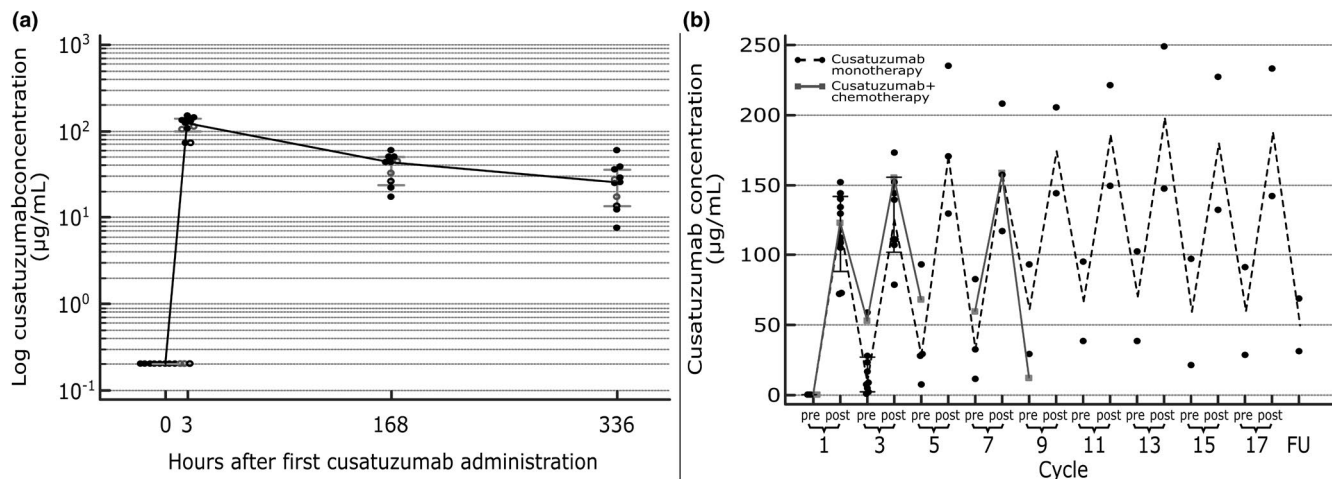 (a)
Log cusatuzumabconcentration
(µg/mL)
10³
10²
10¹
10⁰
10⁻¹
0 3 168 336
Hours after first cusatuzumab administration
(b)
Cusatuzumab concentration
(µg/mL)
250
200
150
100
50
0
Cusatuzumab
monotherapy
Cusatuzumab+
chemotherapy
pre post pre post pre post pre post pre post pre post pre post pre post pre post
1 3 5 7 9 11 13 15 17 FU
Cycle